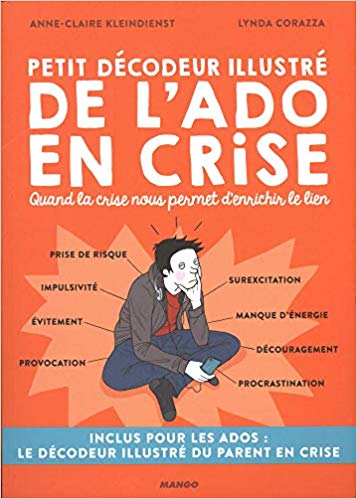 ANNE-CLAIRE KLEINDIENST
LYNDA CORAZZA
PETIT DÉCODEUR ILLUSTRÉ
DE L'ADO
EN CRiSE
Quand la crise nous permet d'enrichir le lien
PRISE DE RISQUE
IMPULSIVITÉ
ÉVITEMENT
PROVOCATION
SUREXCITATION
MANQUE D'ÉNERGIE
DÉCOURAGEMENT
PROCRASTINATION
INCLUS POUR LES ADOS :
LE DÉCODEUR ILLUSTRÉ DU PARENT EN CRISE
MANGO